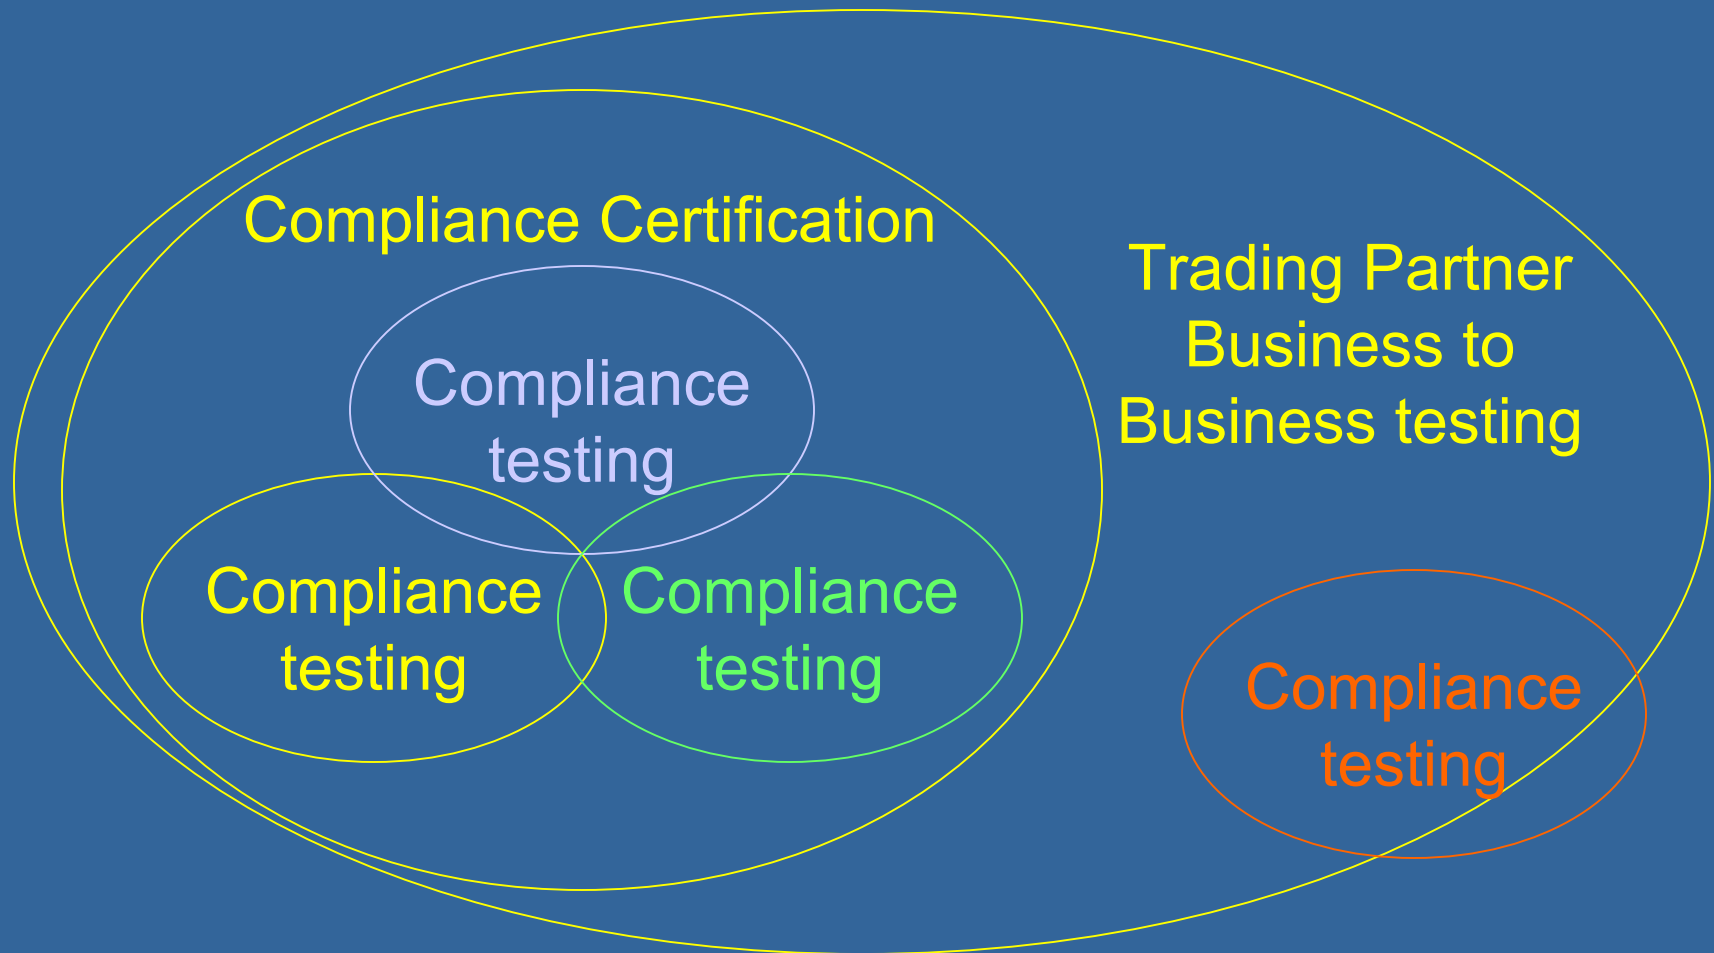 Compliance Certification
Compliance
testing
Compliance
testing
Compliance
testing
Trading Partner
Business to
Business testing
Compliance
testing